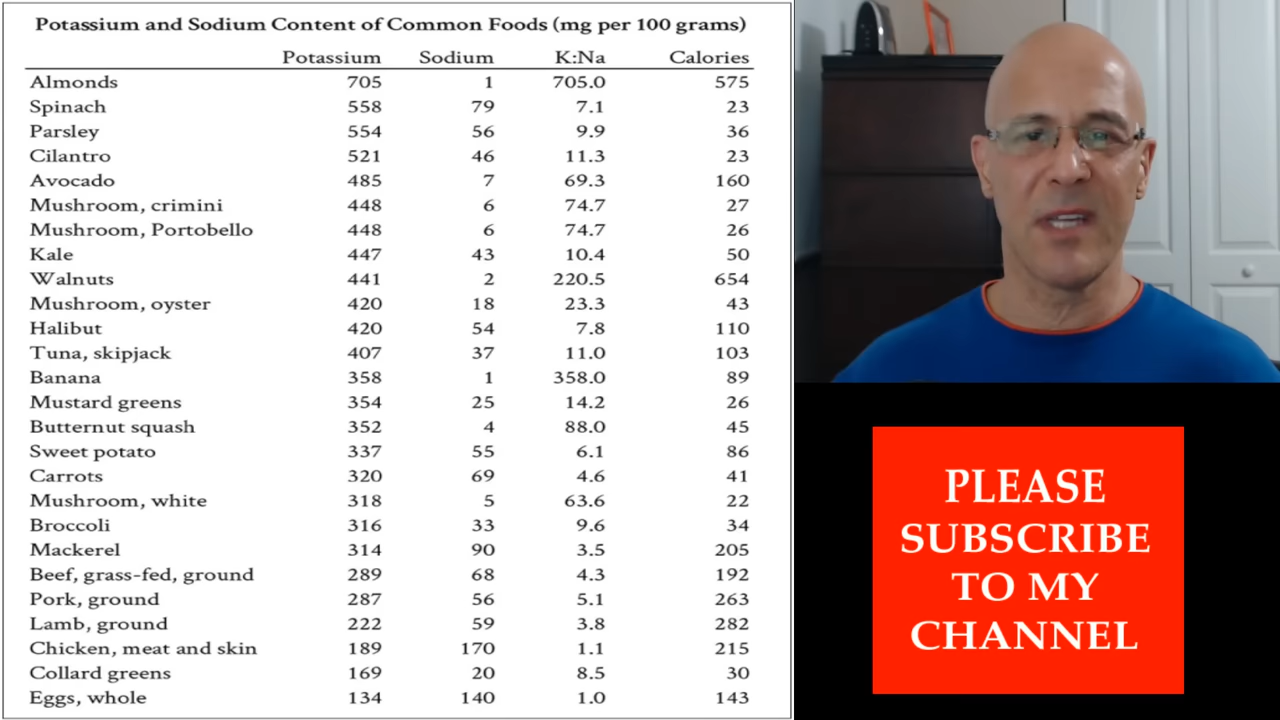 Potassium and Sodium Content of Common Foods (mg per 100 grams)
Potassium Sodium K:Na Calories
Almonds 705 1 705.0 575
Spinach 558 79 7.1 23
Parsley 554 56 9.9 36
Cilantro 521 46 11.3 23
Avocado 485 7 69.3 160
Mushroom, crimini 448 6 74.7 27
Mushroom, Portobello 448 6 74.7 26
Kale 447 43 10.4 50
Walnuts 441 2 220.5 654
Mushroom, oyster 420 18 23.3 43
Halibut 420 54 7.8 110
Tuna, skipjack 407 37 11.0 103
Banana 358 1 358.0 89
Mustard greens 354 25 14.2 26
Butternut squash 352 4 88.0 45
Sweet potato 337 55 6.1 86
Carrots 320 69 4.6 41
Mushroom, white 318 5 63.6 22
Broccoli 316 33 9.6 34
Mackerel 314 90 3.5 205
Beef, grass-fed, ground 289 68 4.3 192
Pork, ground 287 56 5.1 263
Lamb, ground 222 59 3.8 282
Chicken, meat and skin 189 170 1.1 215
Collard greens 169 20 8.5 30
Eggs, whole 134 140 1.0 143
PLEASE
SUBSCRIBE
TO MY
CHANNEL